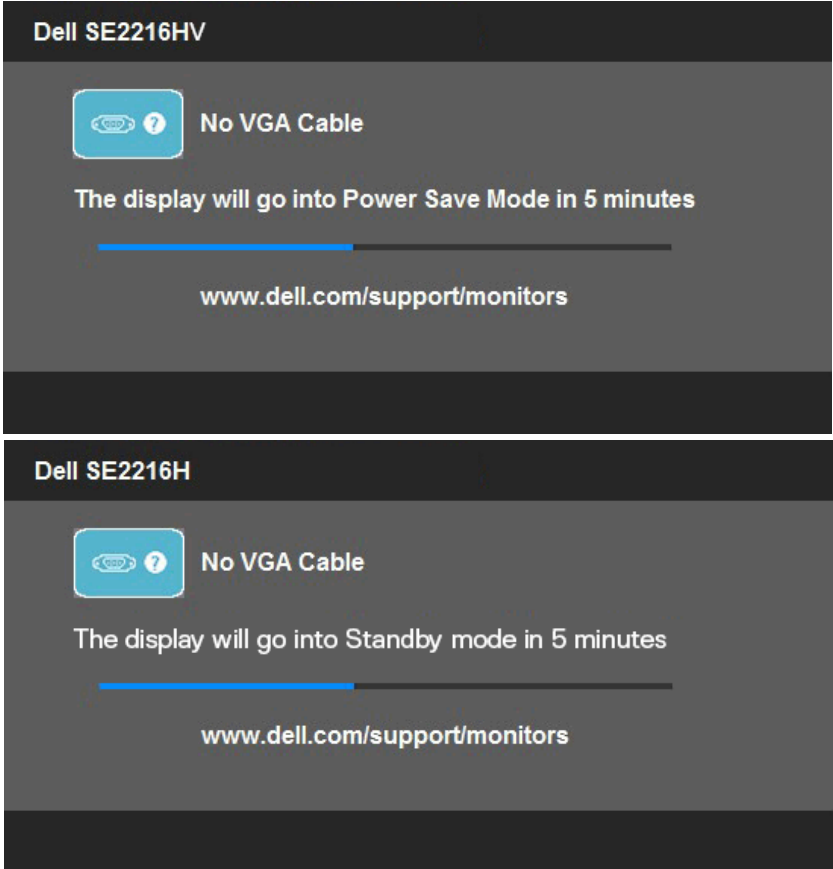 Dell SE2216HV
? No VGA Cable
The display will go into Power Save Mode in 5 minutes
www.dell.com/support/monitors
Dell SE2216H
? No VGA Cable
The display will go into Standby mode in 5 minutes
www.dell.com/support/monitors